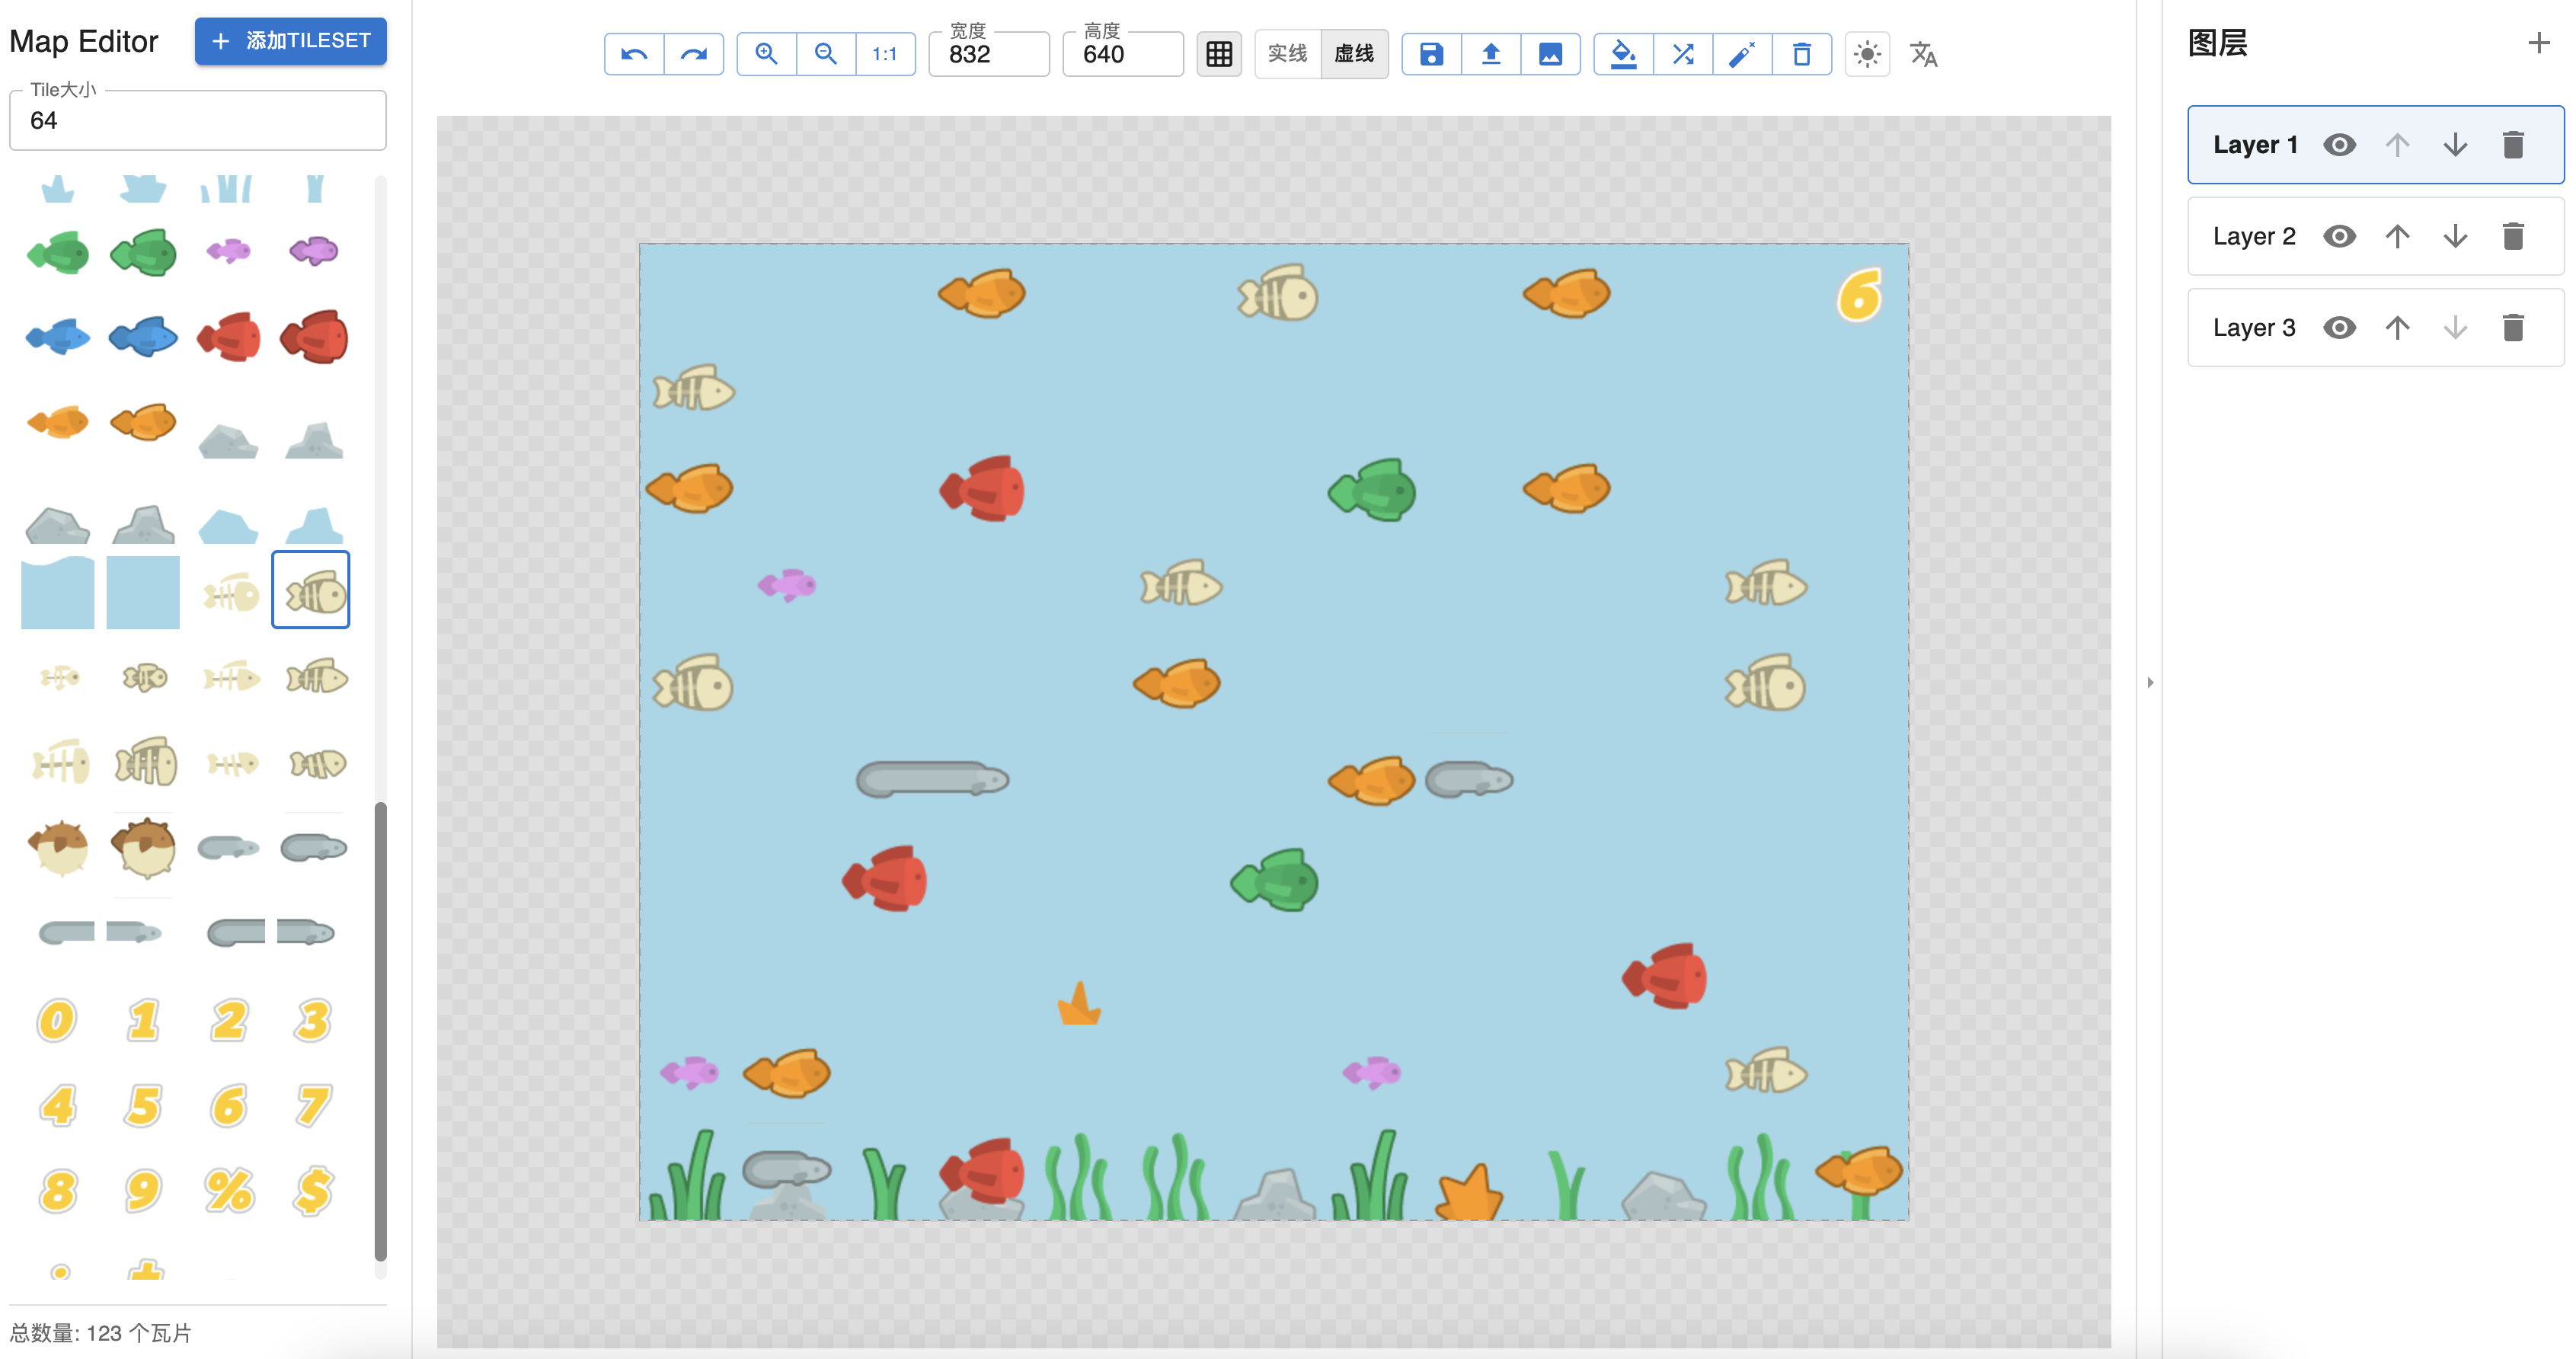 Map Editor
添加TILESET
Tile大小
64
0 1 2 3
4 5 6 7
8 9 % $
总数量: 123 个瓦片
1:1
宽度
832
高度
640
实线
虚线
6
图层
Layer 1
Layer 2
Layer 3